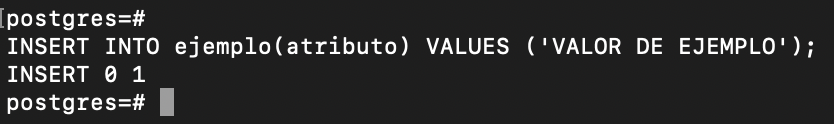 postgres=#
INSERT INTO ejemplo(atributo) VALUES ('VALOR DE EJEMPLO');
INSERT 0 1
postgres=#